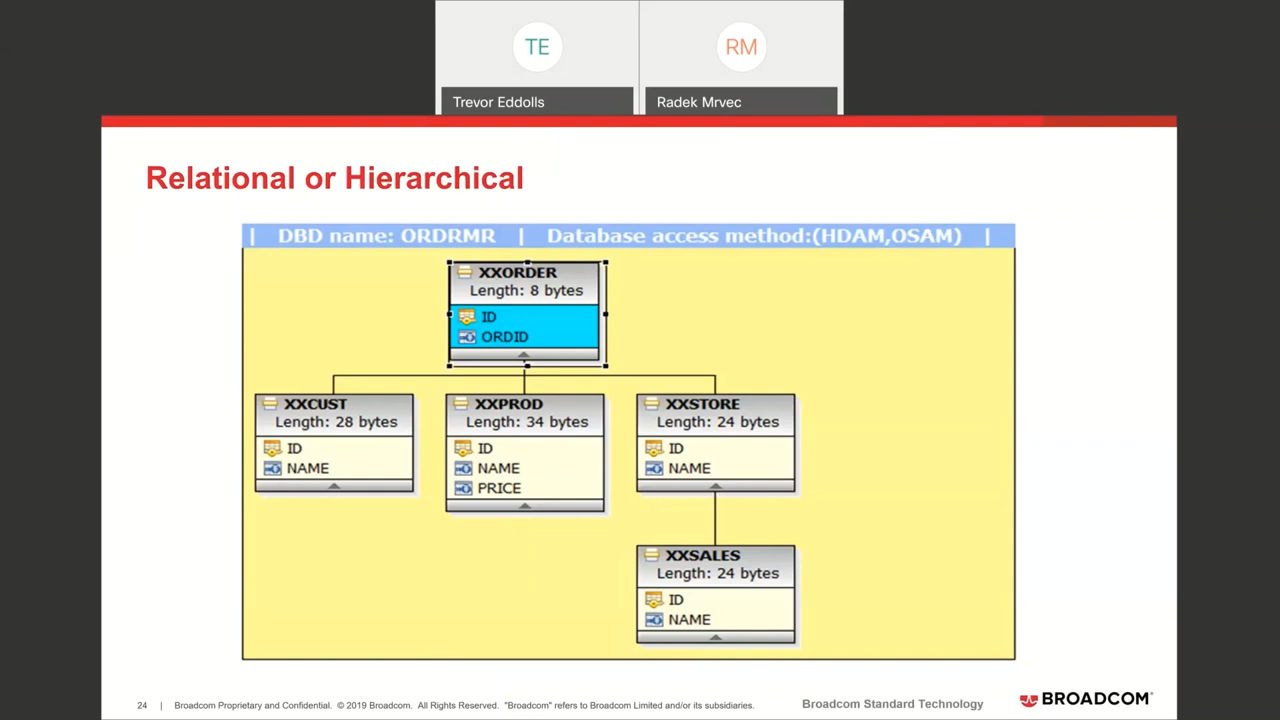 TE
RM
Trevor Eddolls
Radek Mrvec
Relational or Hierarchical
| DBD name: ORDRMR | Database access method:(HDAM,OSAM) |
XXORDER
Length: 8 bytes
ID
ORDID
XXCUST
Length: 28 bytes
ID
NAME
XXPROD
Length: 34 bytes
ID
NAME
PRICE
XXSTORE
Length: 24 bytes
ID
NAME
XXSALES
Length: 24 bytes
ID
NAME
24 | Broadcom Proprietary and Confidential. © 2019 Broadcom. All Rights Reserved. "Broadcom" refers to Broadcom Limited and/or its subsidiaries.
Broadcom Standard Technology
BROADCOM®